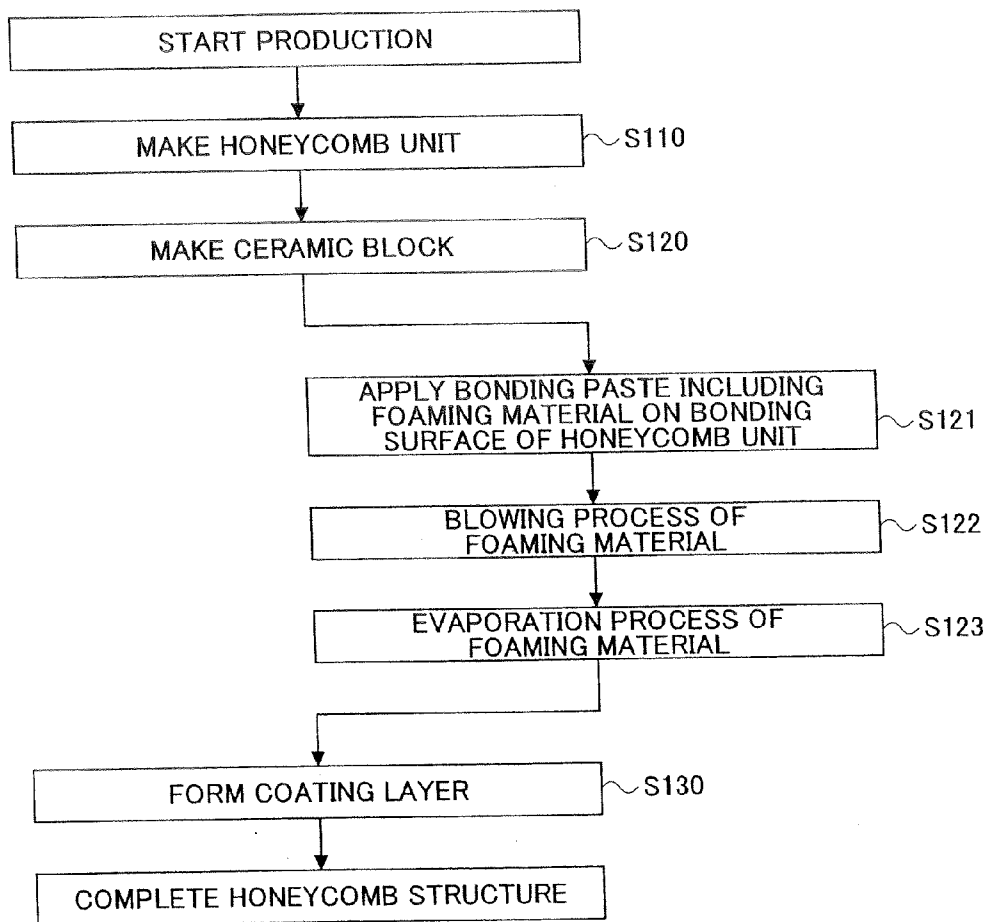 START PRODUCTION
MAKE HONEYCOMB UNIT
S110
MAKE CERAMIC BLOCK
S120
APPLY BONDING PASTE INCLUDING
FOAMING MATERIAL ON BONDING
SURFACE OF HONEYCOMB UNIT
S121
BLOWING PROCESS OF
FOAMING MATERIAL
S122
EVAPORATION PROCESS OF
FOAMING MATERIAL
S123
FORM COATING LAYER
S130
COMPLETE HONEYCOMB STRUCTURE